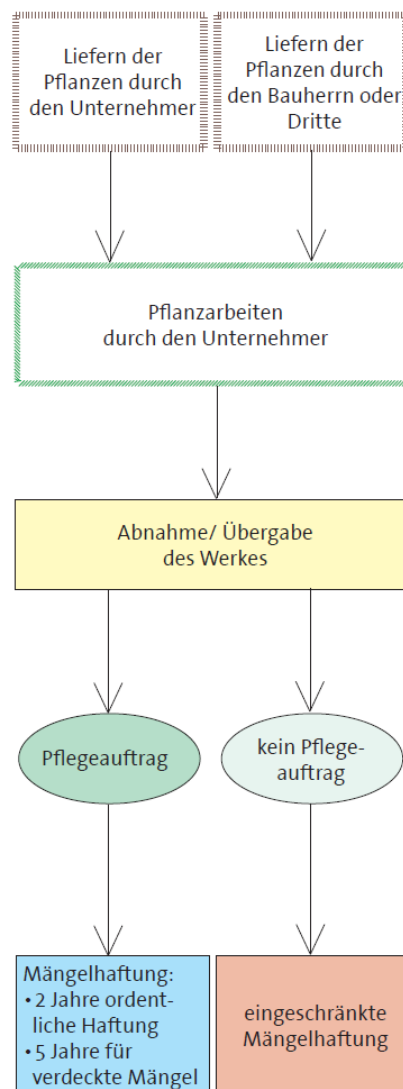 Liefern der
Pflanzen durch
den Unternehmer
Liefern der
Pflanzen durch
den Bauherrn oder
Dritte
Pflanzarbeiten
durch den Unternehmer
Abnahme/ Übergabe
des Werkes
Pflegeauftrag
kein Pflege-
auftrag
Mängelhaftung:
• 2 Jahre ordent-
liche Haftung
• 5 Jahre für
verdeckte Mängel
eingeschränkte
Mängelhaftung